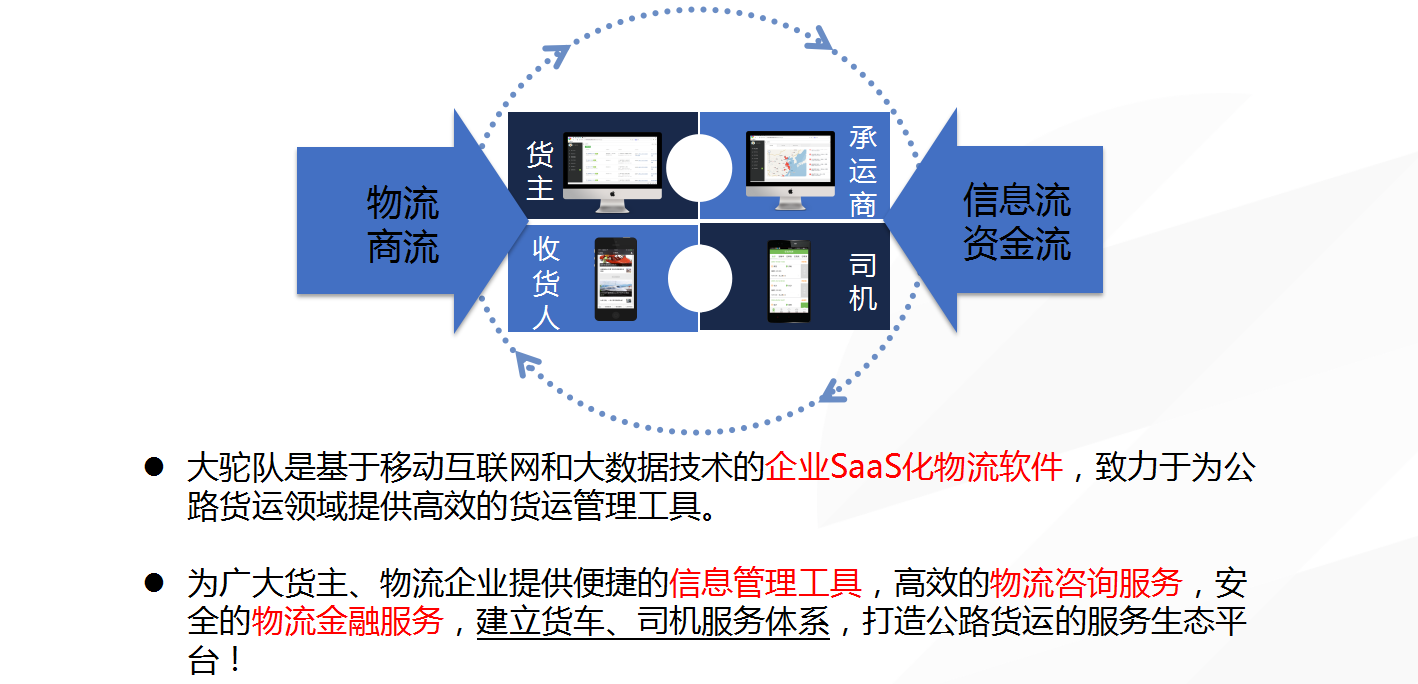 物流
商流
货主
承运商
收货人
司机
信息流
资金流
● 大驼队是基于移动互联网和大数据技术的企业SaaS化物流软件，致力于为公
路货运领域提供高效的货运管理工具。
● 为广大货主、物流企业提供便捷的信息管理工具，高效的物流咨询服务，安
全的物流金融服务，建立货车、司机服务体系，打造公路货运的服务生态平
台！